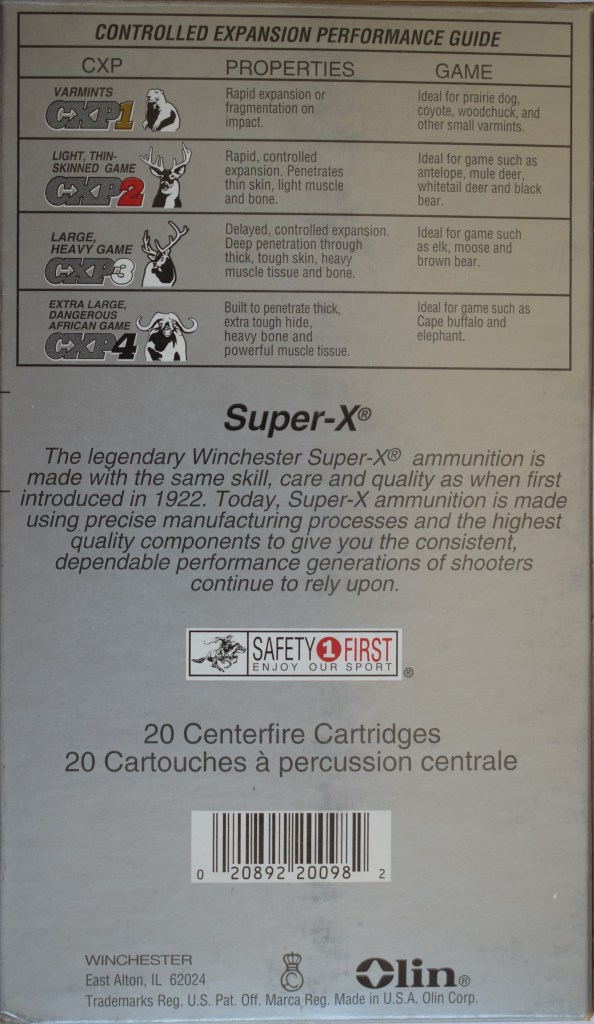 CONTROLLED EXPANSION PERFORMANCE GUIDE
CXP PROPERTIES GAME
VARMINTS
CXP1
Rapid expansion or
fragmentation on
impact.
Ideal for prairie dog,
coyote, woodchuck, and
other small varmints.
LIGHT, THIN-
SKINNED GAME
CXP2
Rapid, controlled
expansion. Penetrates
thin skin, light muscle
and bone.
Ideal for game such as
antelope, mule deer,
whitetail deer and black
bear.
LARGE,
HEAVY GAME
CXP3
Delayed, controlled expansion.
Deep penetration through
thick, tough skin, heavy
muscle tissue and bone.
Ideal for game such
as elk, moose and
brown bear.
EXTRA LARGE,
DANGEROUS
AFRICAN GAME
CXP4
Built to penetrate thick,
extra tough hide,
heavy bone and
powerful muscle tissue.
Ideal for game such as
Cape buffalo and
elephant.
Super-X®
The legendary Winchester Super-X® ammunition is
made with the same skill, care and quality as when first
introduced in 1922. Today, Super-X ammunition is made
using precise manufacturing processes and the highest
quality components to give you the consistent,
dependable performance generations of shooters
continue to rely upon.
SAFETY 1 FIRST
ENJOY OUR SPORT ®
20 Centerfire Cartridges
20 Cartouches à percussion centrale
0 20892 20098 2
WINCHESTER
East Alton, IL 62024
Olin®
Trademarks Reg. U.S. Pat. Off. Marca Reg. Made in U.S.A. Olin Corp.